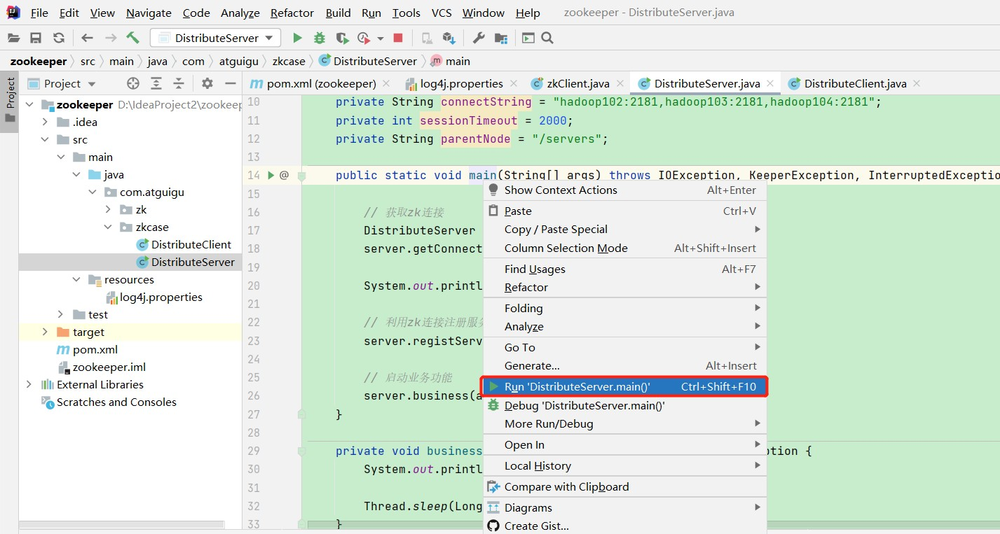 File Edit View Navigate Code Analyze Refactor Build Run Tools VCS Window Help zookeeper - DistributeServer.java
DistributeServer
zookeeper src main java com atguigu zkcase DistributeServer m main
Project
Project
m pom.xml (zookeeper) log4j.properties zkClient.java DistributeServer.java DistributeClient.java
zookeeper D:\IdeaProject2\zookeep
.idea
src
main
java
com.atguigu
zk
zkcase
DistributeClient
DistributeServer
resources
log4j.properties
test
target
m pom.xml
zookeeper.iml
External Libraries
Scratches and Consoles
10 private String connectString = "hadoop102:2181,hadoop103:2181,hadoop104:2181";
11 private int sessionTimeout = 2000;
12 private String parentNode = "/servers";
13
14 @ public static void main(String[] args) throws IOException, KeeperException, InterruptedException
15
16 // 获取zk连接
17 DistributeServer
18 server.getConnect
19
20 System.out.printl
21
22 // 利用zk连接注册服务
23 server.registServ
24
25 // 启动业务功能
26 server.business(a
27 }
28
29 private void business ption {
30 System.out.printl
31
32 Thread.sleep(Long
33 }
Show Context Actions Alt+Enter
Paste Ctrl+V
Copy / Paste Special
Column Selection Mode Alt+Shift+Insert
Find Usages Alt+F7
Refactor
Folding
Analyze
Go To
Generate... Alt+Insert
Run 'DistributeServer.main()' Ctrl+Shift+F10
Debug 'DistributeServer.main()'
More Run/Debug
Open In
Local History
Compare with Clipboard
Diagrams
Create Gist...